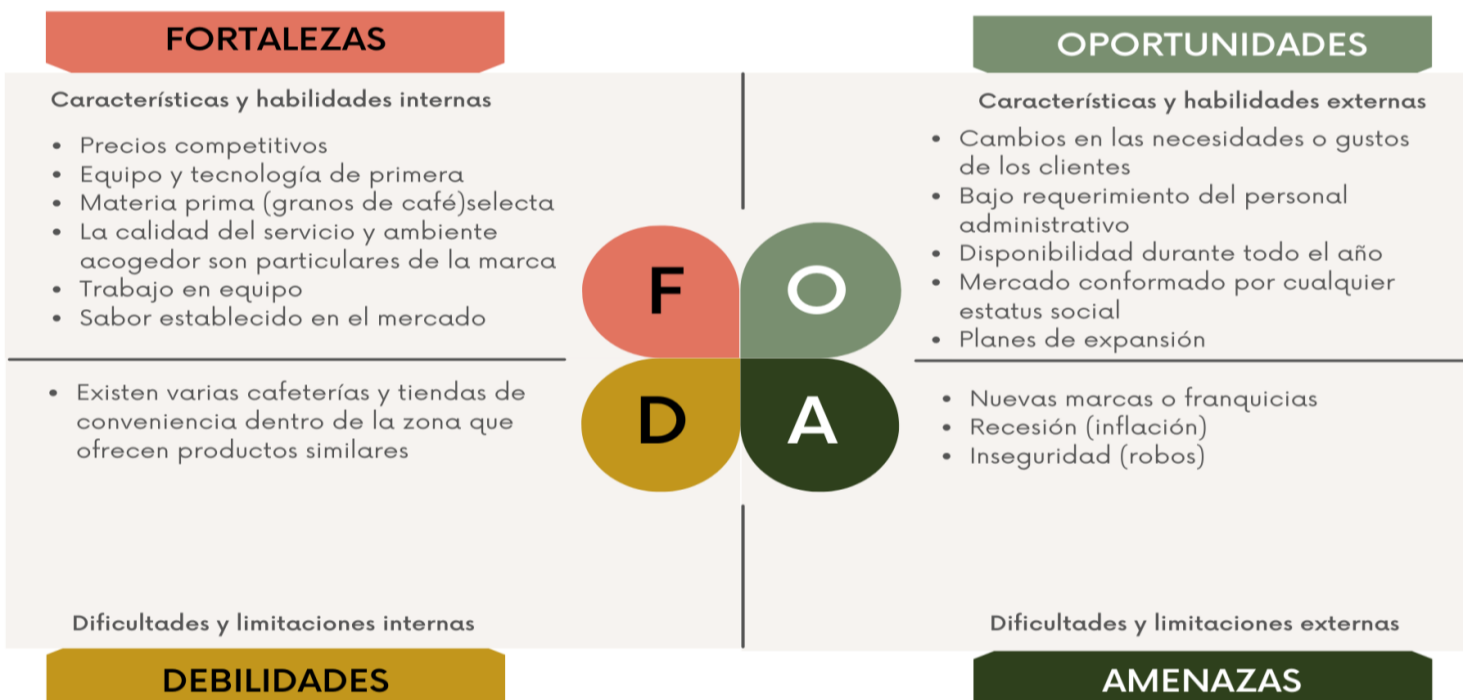 FORTALEZAS
Características y habilidades internas
• Precios competitivos
• Equipo y tecnología de primera
• Materia prima (granos de café)selecta
• La calidad del servicio y ambiente
acogedor son particulares de la marca
• Trabajo en equipo
• Sabor establecido en el mercado
OPORTUNIDADES
Características y habilidades externas
• Cambios en las necesidades o gustos
de los clientes
• Bajo requerimiento del personal
administrativo
• Disponibilidad durante todo el año
• Mercado conformado por cualquier
estatus social
• Planes de expansión
F
O
D
A
• Existen varias cafeterías y tiendas de
conveniencia dentro de la zona que
ofrecen productos similares
Dificultades y limitaciones internas
DEBILIDADES
• Nuevas marcas o franquicias
• Recesión (inflación)
• Inseguridad (robos)
Dificultades y limitaciones externas
AMENAZAS